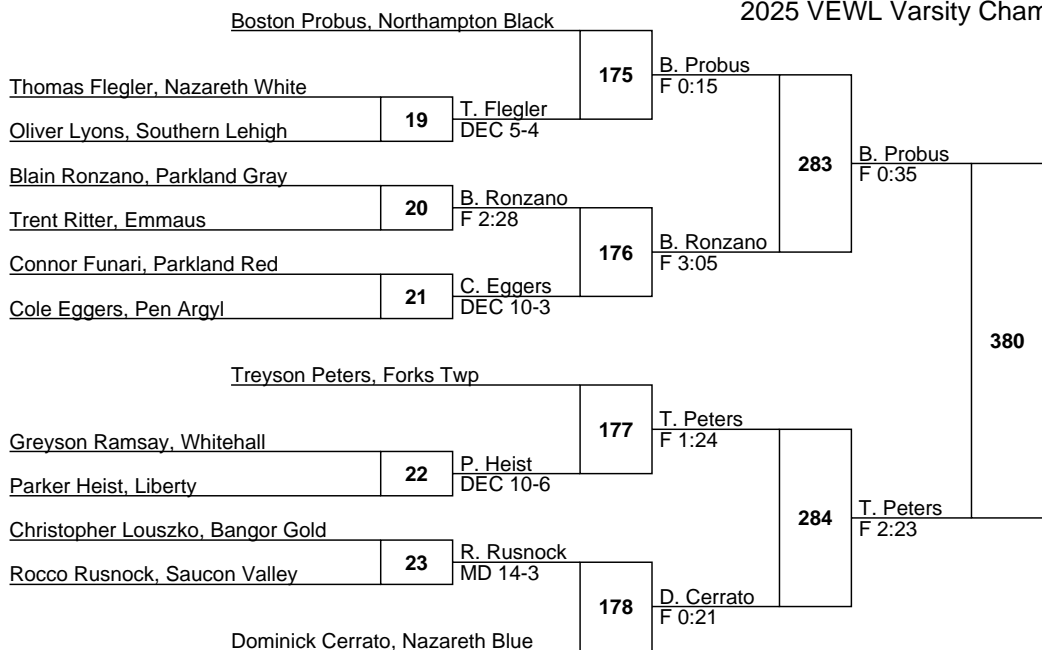 2025 VEWL Varsity Cham
Boston Probus, Northampton Black
175
B. Probus
F 0:15
Thomas Flegler, Nazareth White
19
T. Flegler
DEC 5-4
Oliver Lyons, Southern Lehigh
283
B. Probus
F 0:35
Blain Ronzano, Parkland Gray
20
B. Ronzano
F 2:28
Trent Ritter, Emmaus
176
B. Ronzano
F 3:05
Connor Funari, Parkland Red
21
C. Eggers
DEC 10-3
Cole Eggers, Pen Argyl
380
Treyson Peters, Forks Twp
177
T. Peters
F 1:24
Greyson Ramsay, Whitehall
22
P. Heist
DEC 10-6
Parker Heist, Liberty
284
T. Peters
F 2:23
Christopher Louszko, Bangor Gold
23
R. Rusnock
MD 14-3
Rocco Rusnock, Saucon Valley
178
D. Cerrato
F 0:21
Dominick Cerrato, Nazareth Blue